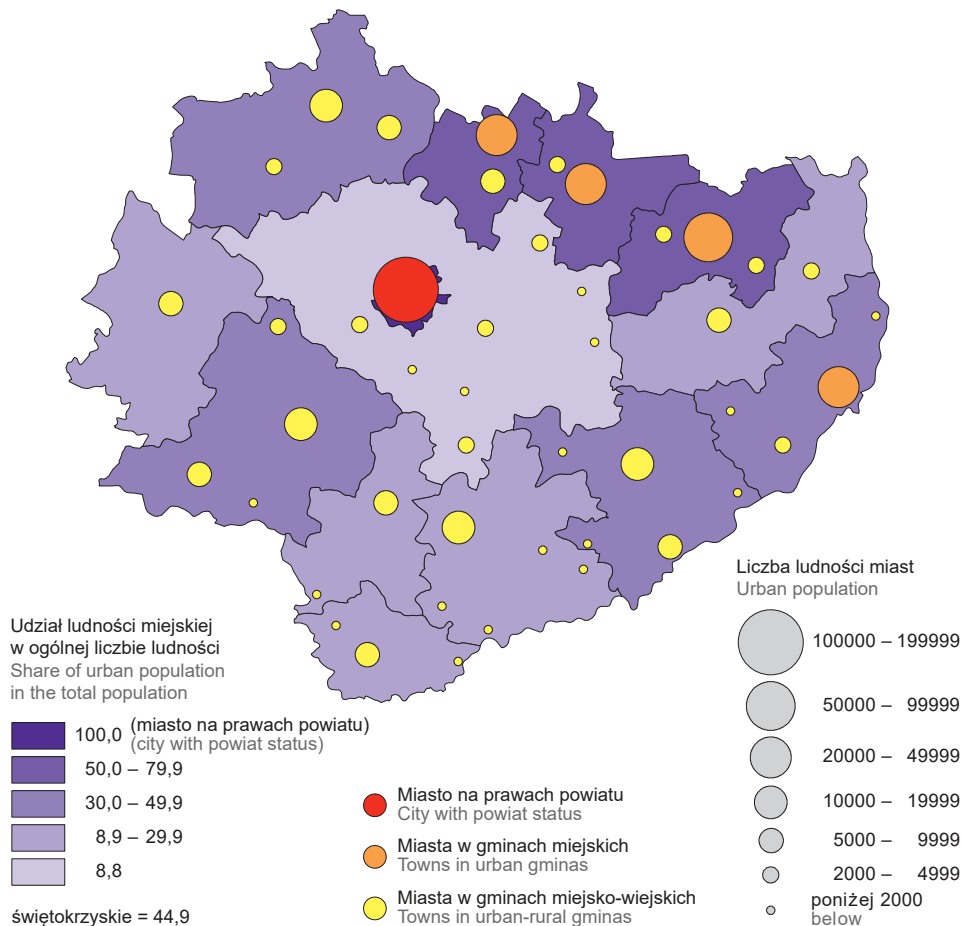 Udział ludności miejskiej
w ogólnej liczbie ludności
Share of urban population
in the total population
100,0 (miasto na prawach powiatu)
(city with powiat status)
50,0 – 79,9
30,0 – 49,9
8,9 – 29,9
8,8
świętokrzyskie = 44,9
Miasto na prawach powiatu
City with powiat status
Miasta w gminach miejskich
Towns in urban gminas
Miasta w gminach miejsko-wiejskich
Towns in urban-rural gminas
Liczba ludności miast
Urban population
100000 – 199999
50000 – 99999
20000 – 49999
10000 – 19999
5000 – 9999
2000 – 4999
poniżej 2000
below